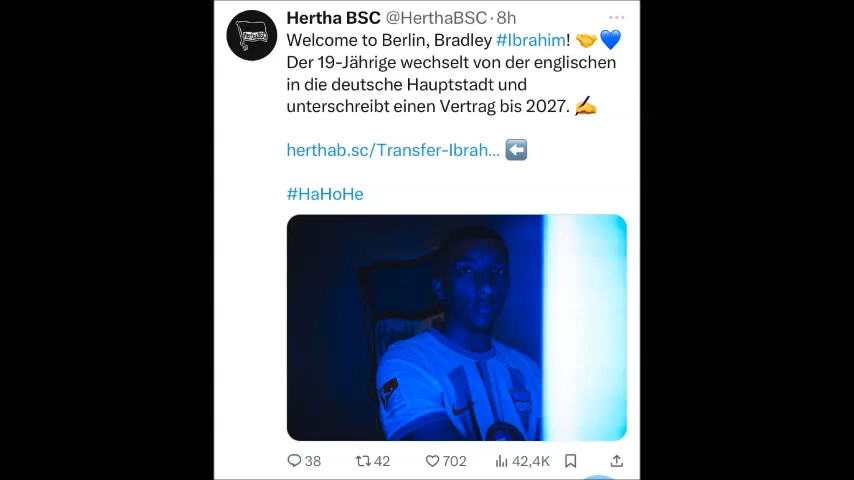 Hertha BSC @HerthaBSC · 8h
Welcome to Berlin, Bradley #Ibrahim! 🤝💙
Der 19-Jährige wechselt von der englischen
in die deutsche Hauptstadt und
unterschreibt einen Vertrag bis 2027. ✍️
herthab.sc/Transfer-Ibrah... ⬅️
#HaHoHe
38 42 702 42,4K